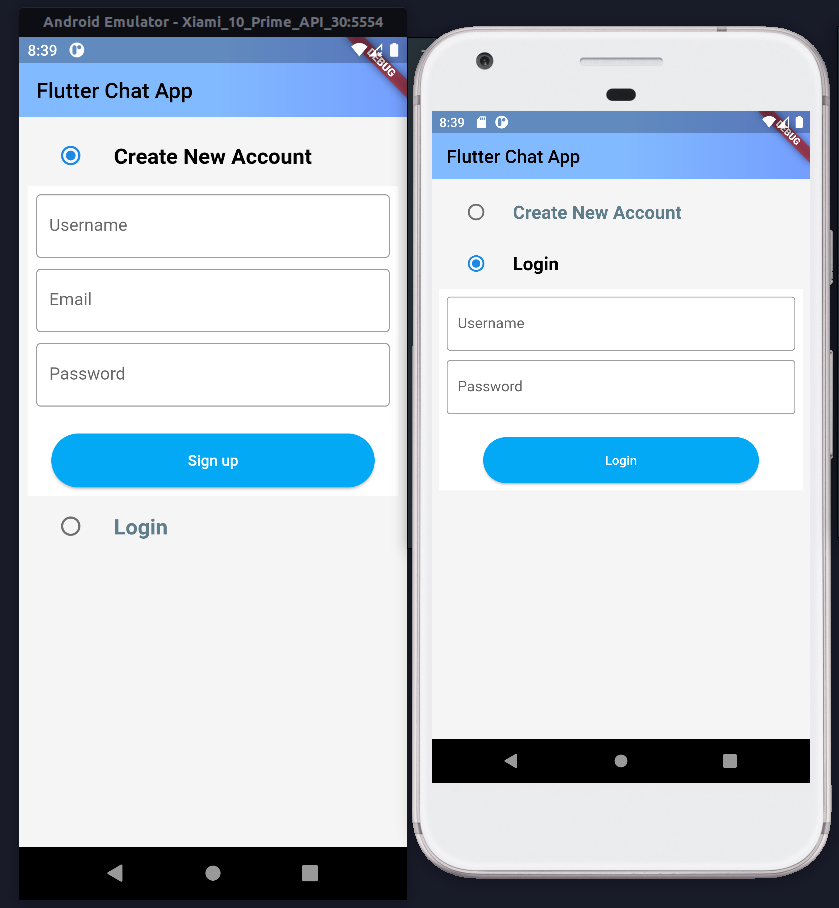 Android Emulator - Xiami_10_Prime_API_30:5554
8:39
DEBUG
Flutter Chat App
Create New Account
Username
Email
Password
Sign up
Login
8:39
DEBUG
Flutter Chat App
Create New Account
Login
Username
Password
Login